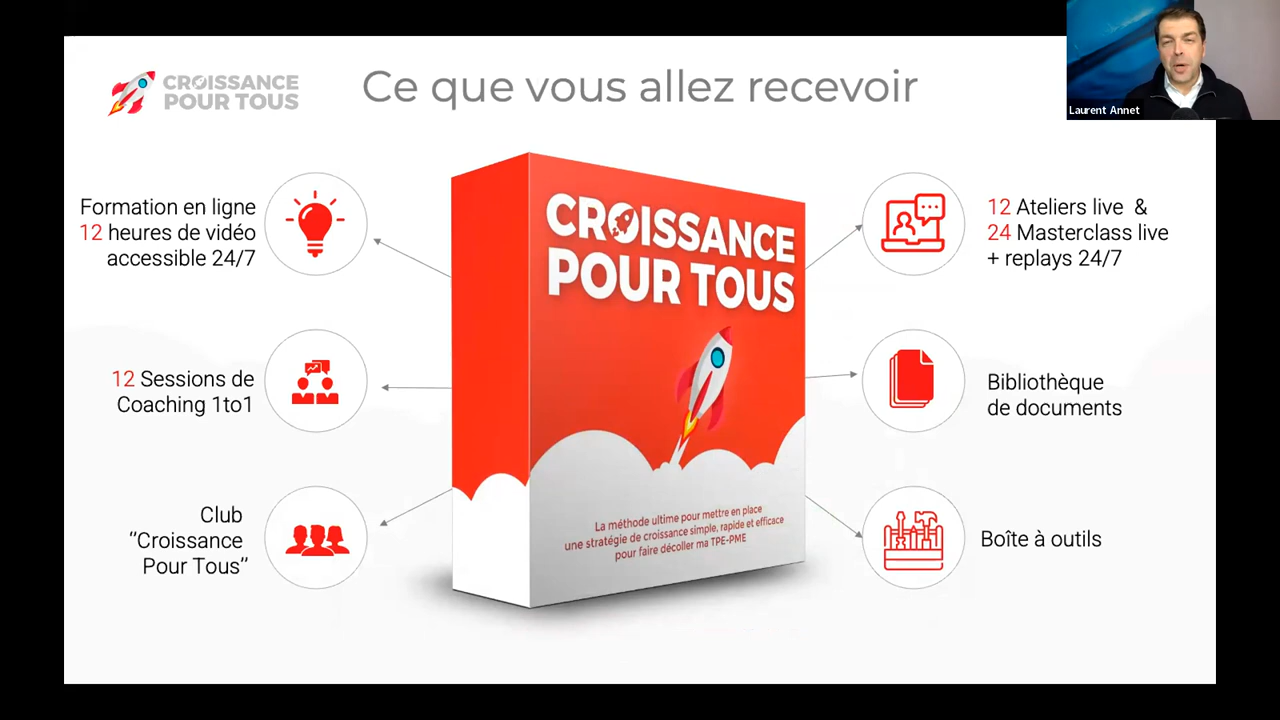 CROISSANCE
POUR TOUS
Ce que vous allez recevoir
Laurent Annet
Formation en ligne
12 heures de vidéo
accessible 24/7
12 Sessions de
Coaching 1to1
Club
“Croissance
Pour Tous”
CROISSANCE
POUR TOUS
La méthode ultime pour mettre en place
une stratégie de croissance simple, rapide et efficace
pour faire décoller ma TPE-PME
12 Ateliers live &
24 Masterclass live
+ replays 24/7
Bibliothèque
de documents
Boîte à outils